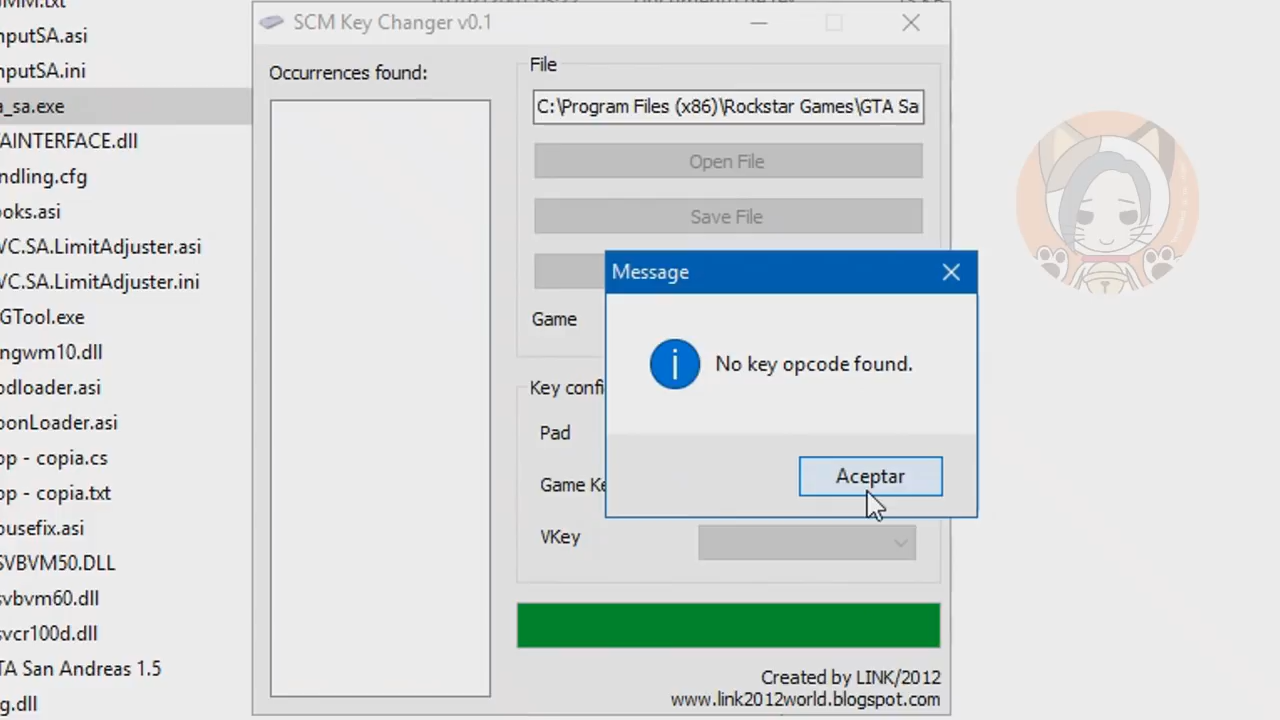 nputSA.asi
nputSA.ini
a_sa.exe
AINTERFACE.dll
ndling.cfg
ooks.asi
VC.SA.LimitAdjuster.asi
VC.SA.LimitAdjuster.ini
GTool.exe
ngwm10.dll
odloader.asi
oonLoader.asi
op - copia.cs
op - copia.txt
ousefix.asi
SVBVM50.DLL
svbvm60.dll
svcr100d.dll
TA San Andreas 1.5
g.dll
SCM Key Changer v0.1
Occurrences found:
File
C:\Program Files (x86)\Rockstar Games\GTA Sa
Open File
Save File
Game
Key confi
Pad
Game Ke
VKey
Message
No key opcode found.
Aceptar
Created by LINK/2012
www.link2012world.blogspot.com